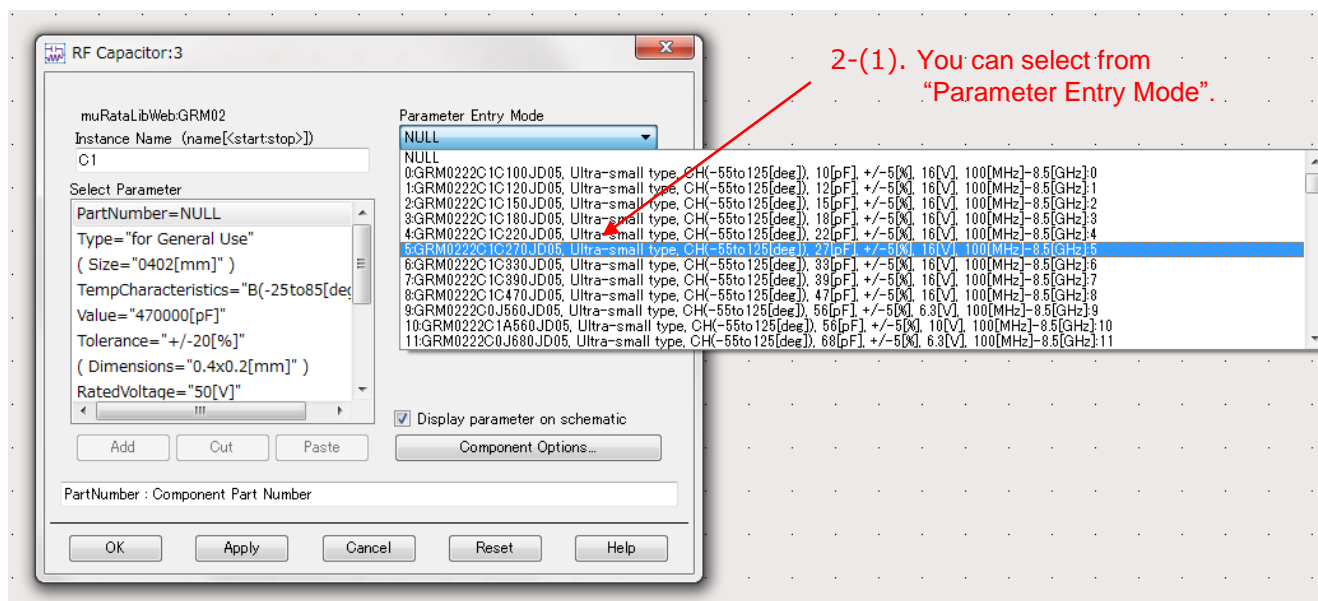 RF Capacitor:3
2-(1). You can select from
“Parameter Entry Mode”.
muRataLibWeb:GRM02
Instance Name (name[<start:stop>])
C1
Select Parameter
PartNumber=NULL
Type="for General Use"
( Size="0402[mm]" )
TempCharacteristics="B(-25to85[deg
Value="470000[pF]"
Tolerance="+/-20[%]"
( Dimensions="0.4x0.2[mm]" )
RatedVoltage="50[V]"
Add Cut Paste
Parameter Entry Mode
NULL
NULL
0:GRM0222C1C100JD05, Ultra-small type, CH(-55to125[deg]), 10[pF], +/-5[%], 16[V], 100[MHz]-8.5[GHz]:0
1:GRM0222C1C120JD05, Ultra-small type, CH(-55to125[deg]), 12[pF], +/-5[%], 16[V], 100[MHz]-8.5[GHz]:1
2:GRM0222C1C150JD05, Ultra-small type, CH(-55to125[deg]), 15[pF], +/-5[%], 16[V], 100[MHz]-8.5[GHz]:2
3:GRM0222C1C180JD05, Ultra-small type, CH(-55to125[deg]), 18[pF], +/-5[%], 16[V], 100[MHz]-8.5[GHz]:3
4:GRM0222C1C220JD05, Ultra-small type, CH(-55to125[deg]), 22[pF], +/-5[%], 16[V], 100[MHz]-8.5[GHz]:4
5:GRM0222C1C270JD05, Ultra-small type, CH(-55to125[deg]), 27[pF], +/-5[%], 16[V], 100[MHz]-8.5[GHz]:5
6:GRM0222C1C330JD05, Ultra-small type, CH(-55to125[deg]), 33[pF], +/-5[%], 16[V], 100[MHz]-8.5[GHz]:6
7:GRM0222C1C390JD05, Ultra-small type, CH(-55to125[deg]), 39[pF], +/-5[%], 16[V], 100[MHz]-8.5[GHz]:7
8:GRM0222C1C470JD05, Ultra-small type, CH(-55to125[deg]), 47[pF], +/-5[%], 16[V], 100[MHz]-8.5[GHz]:8
9:GRM0222C0J560JD05, Ultra-small type, CH(-55to125[deg]), 56[pF], +/-5[%], 6.3[V], 100[MHz]-8.5[GHz]:9
10:GRM0222C1A560JD05, Ultra-small type, CH(-55to125[deg]), 56[pF], +/-5[%], 10[V], 100[MHz]-8.5[GHz]:10
11:GRM0222C0J680JD05, Ultra-small type, CH(-55to125[deg]), 68[pF], +/-5[%], 6.3[V], 100[MHz]-8.5[GHz]:11
Display parameter on schematic
Component Options...
PartNumber : Component Part Number
OK Apply Cancel Reset Help